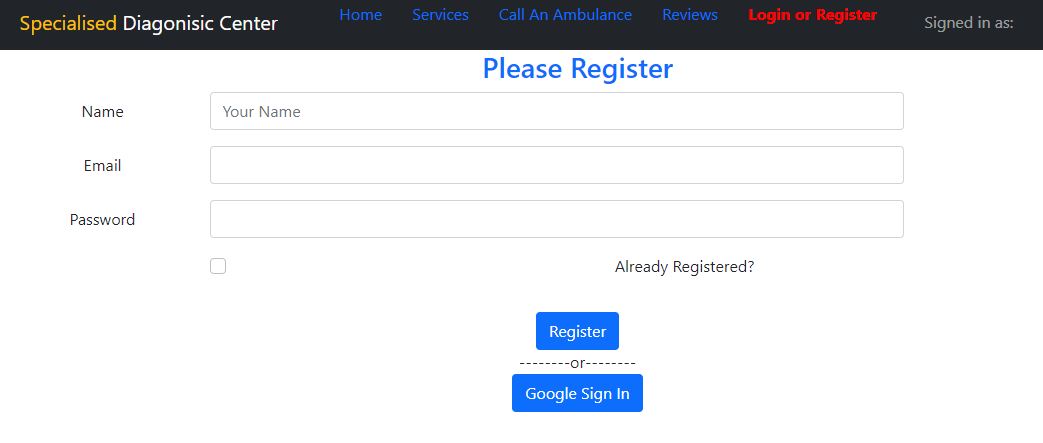 Specialised Diagonisic Center Home Services Call An Ambulance Reviews Login or Register Signed in as:
Please Register
Name Your Name
Email
Password
Already Registered?
Register
--------or--------
Google Sign In